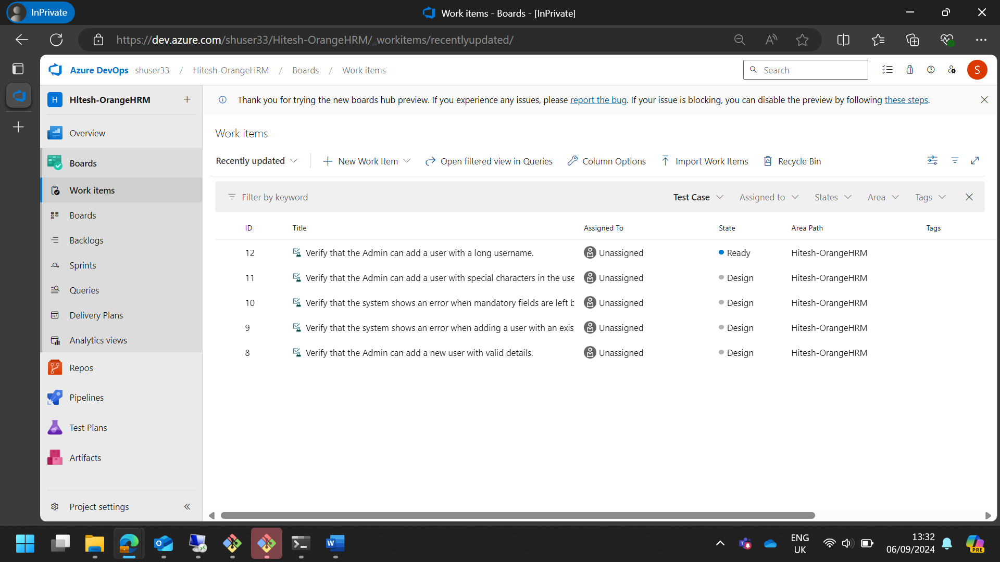 InPrivate
Work items - Boards - [InPrivate]
https://dev.azure.com/shuser33/Hitesh-OrangeHRM/_workitems/recentlyupdated/
Azure DevOps shuser33 / Hitesh-OrangeHRM / Boards / Work items
Search
S
H Hitesh-OrangeHRM
Thank you for trying the new boards hub preview. If you experience any issues, please report the bug. If your issue is blocking, you can disable the preview by following these steps.
Overview
Boards
Work items
Boards
Backlogs
Sprints
Queries
Delivery Plans
Analytics views
Repos
Pipelines
Test Plans
Artifacts
Project settings
Work items
Recently updated New Work Item Open filtered view in Queries Column Options Import Work Items Recycle Bin
Filter by keyword Test Case Assigned to States Area Tags
ID Title Assigned To State Area Path Tags
12 Verify that the Admin can add a user with a long username. Unassigned Ready Hitesh-OrangeHRM
11 Verify that the Admin can add a user with special characters in the use Unassigned Design Hitesh-OrangeHRM
10 Verify that the system shows an error when mandatory fields are left b Unassigned Design Hitesh-OrangeHRM
9 Verify that the system shows an error when adding a user with an exis Unassigned Design Hitesh-OrangeHRM
8 Verify that the Admin can add a new user with valid details. Unassigned Design Hitesh-OrangeHRM
ENG
UK
13:32
06/09/2024
PRE